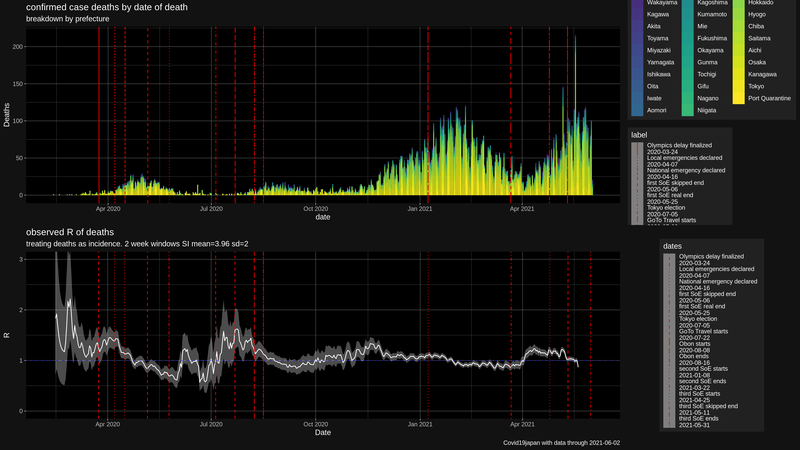 confirmed case deaths by date of death
breakdown by prefecture
200
150
100
50
0
Deaths
Apr 2020
Jul 2020
Oct 2020
Jan 2021
Apr 2021
date
Wakayama
Kagawa
Akita
Toyama
Miyazaki
Yamagata
Ishikawa
Oita
Iwate
Aomori
Kagoshima
Kumamoto
Mie
Fukushima
Okayama
Gunma
Tochigi
Gifu
Nagano
Niigata
Hokkaido
Hyogo
Chiba
Saitama
Aichi
Osaka
Kanagawa
Tokyo
Port Quarantine
label
Olympics delay finalized
2020-03-24
Local emergencies declared
2020-04-07
National emergency declared
2020-04-16
first SoE skipped end
2020-05-06
first SoE real end
2020-05-25
Tokyo election
2020-07-05
GoTo Travel starts
observed R of deaths
treating deaths as incidence. 2 week windows SI mean=3.96 sd=2
3
2
1
0
R
Apr 2020
Jul 2020
Oct 2020
Jan 2021
Apr 2021
Date
dates
Olympics delay finalized
2020-03-24
Local emergencies declared
2020-04-07
National emergency declared
2020-04-16
first SoE skipped end
2020-05-06
first SoE real end
2020-05-25
Tokyo election
2020-07-05
GoTo Travel starts
2020-07-22
Obon starts
2020-08-08
Obon ends
2020-08-16
second SoE starts
2021-01-08
second SoE ends
2021-03-22
third SoE starts
2021-04-25
third SoE skipped end
2021-05-11
third SoE ends
2021-05-31
Covid19japan with data through 2021-06-02